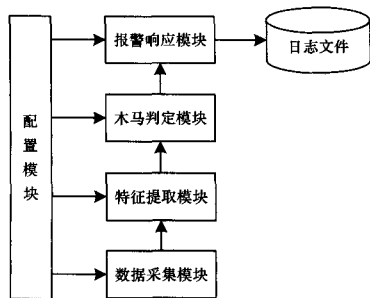 报警响应模块
日志文件
木马判定模块
配置模块
特征提取模块
数据采集模块